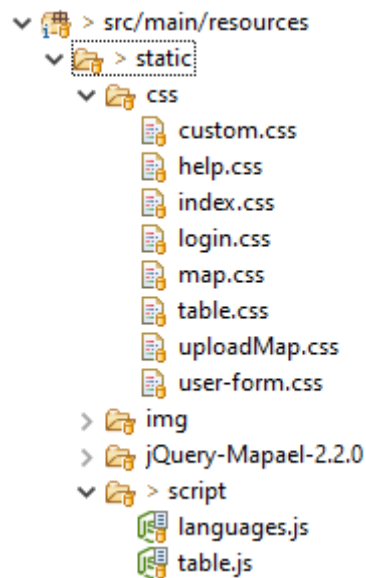 > src/main/resources
> static
css
custom.css
help.css
index.css
login.css
map.css
table.css
uploadMap.css
user-form.css
img
jQuery-Mapael-2.2.0
> script
languages.js
table.js